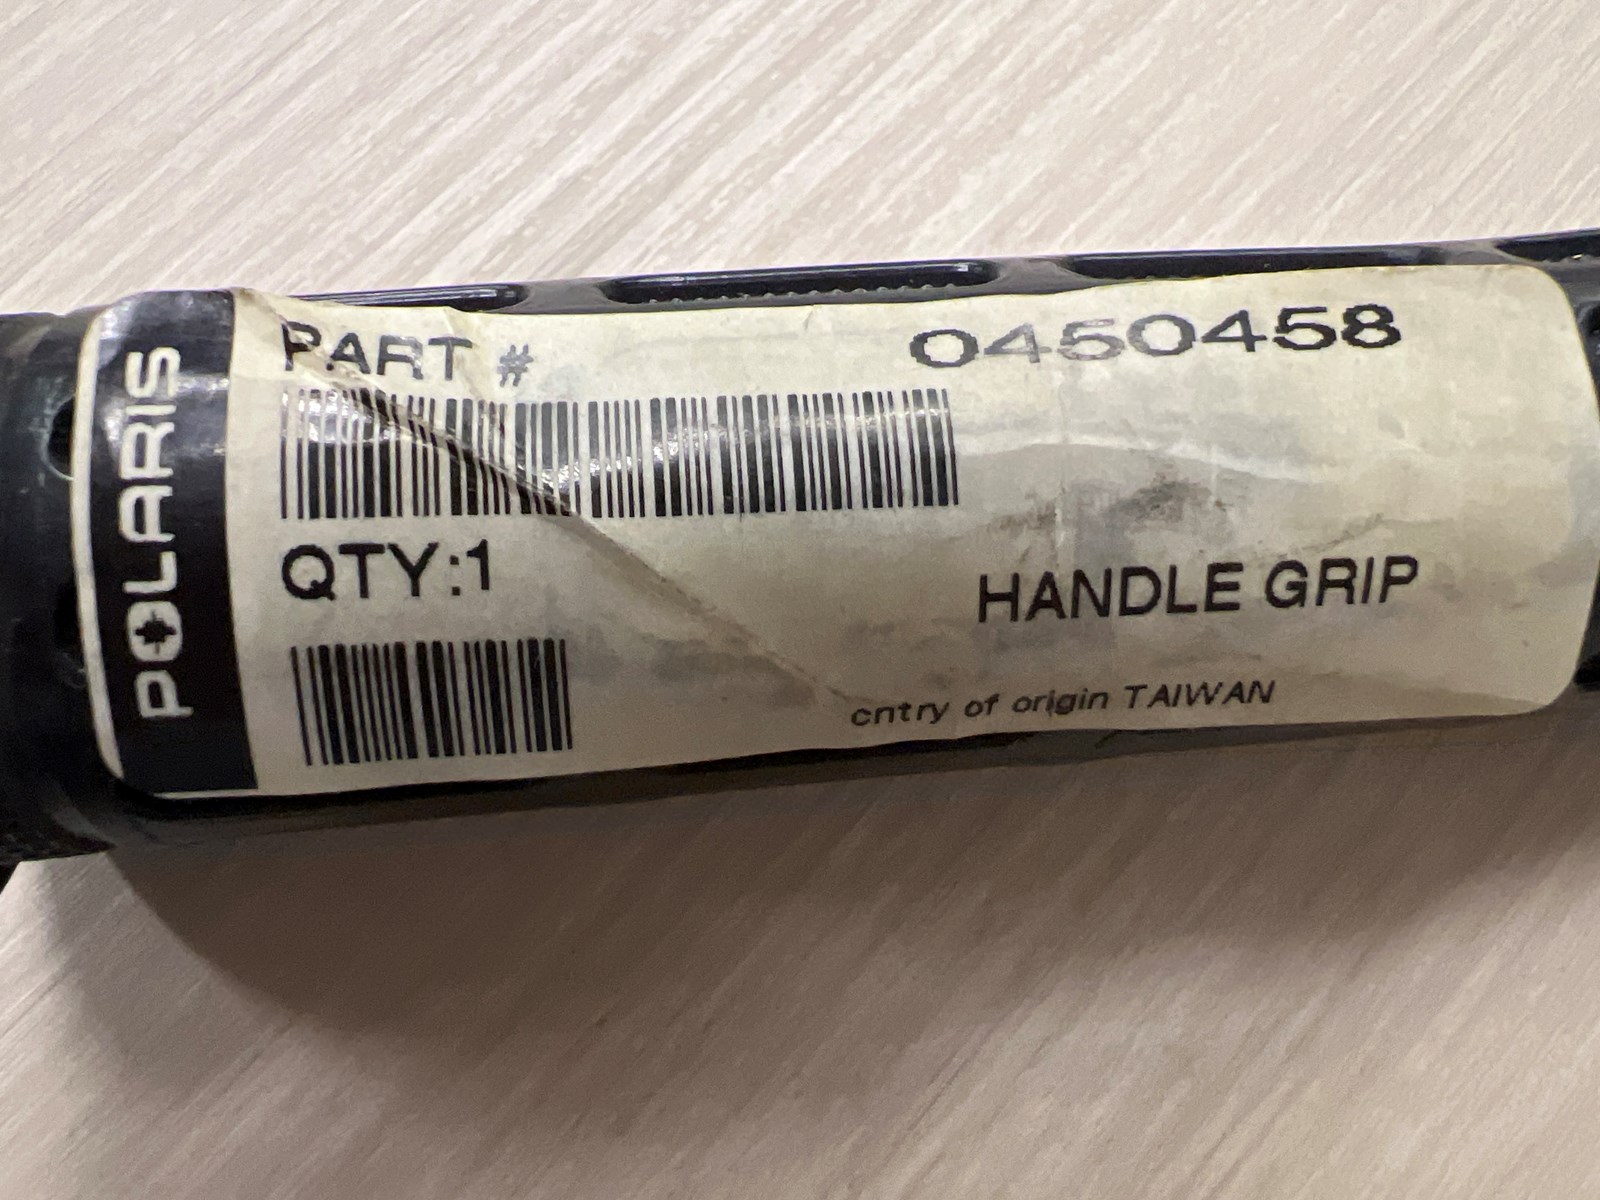 POLARIS
PART # 0450458
QTY:1
HANDLE GRIP
cntry of origin TAIWAN